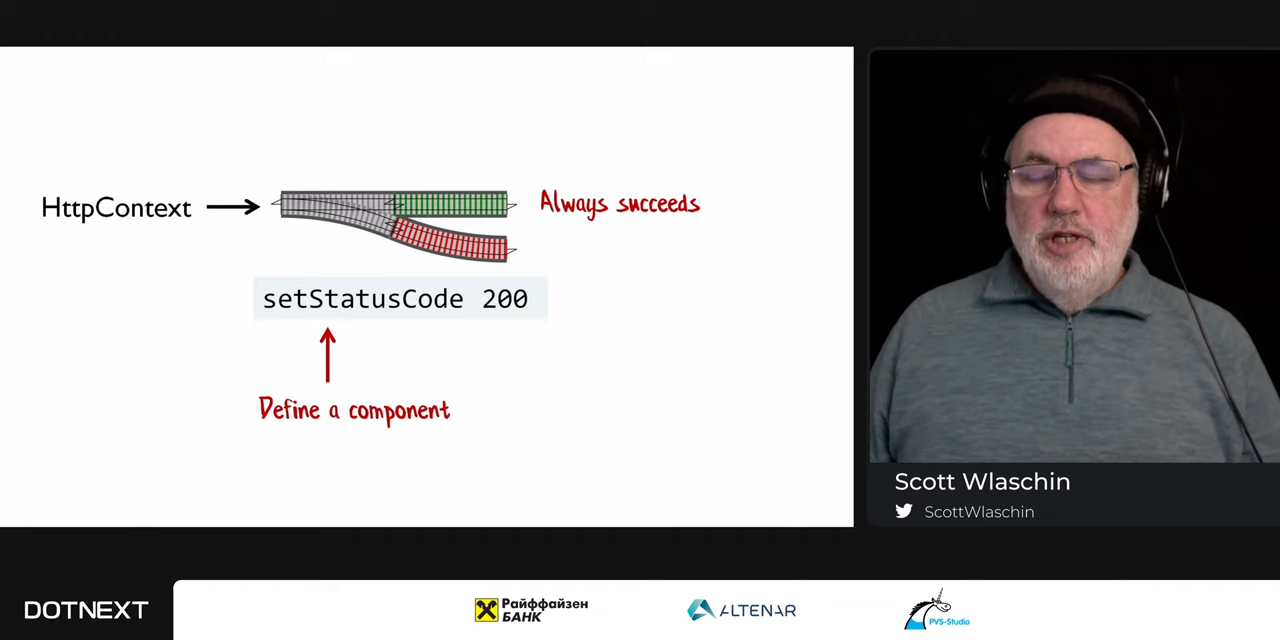 HttpContext
Always succeeds
setStatusCode 200
Define a component
Scott Wlaschin
ScottWlaschin
DOTNEXT
Райффайзен
БАНК
ALTENAR
PVS-Studio